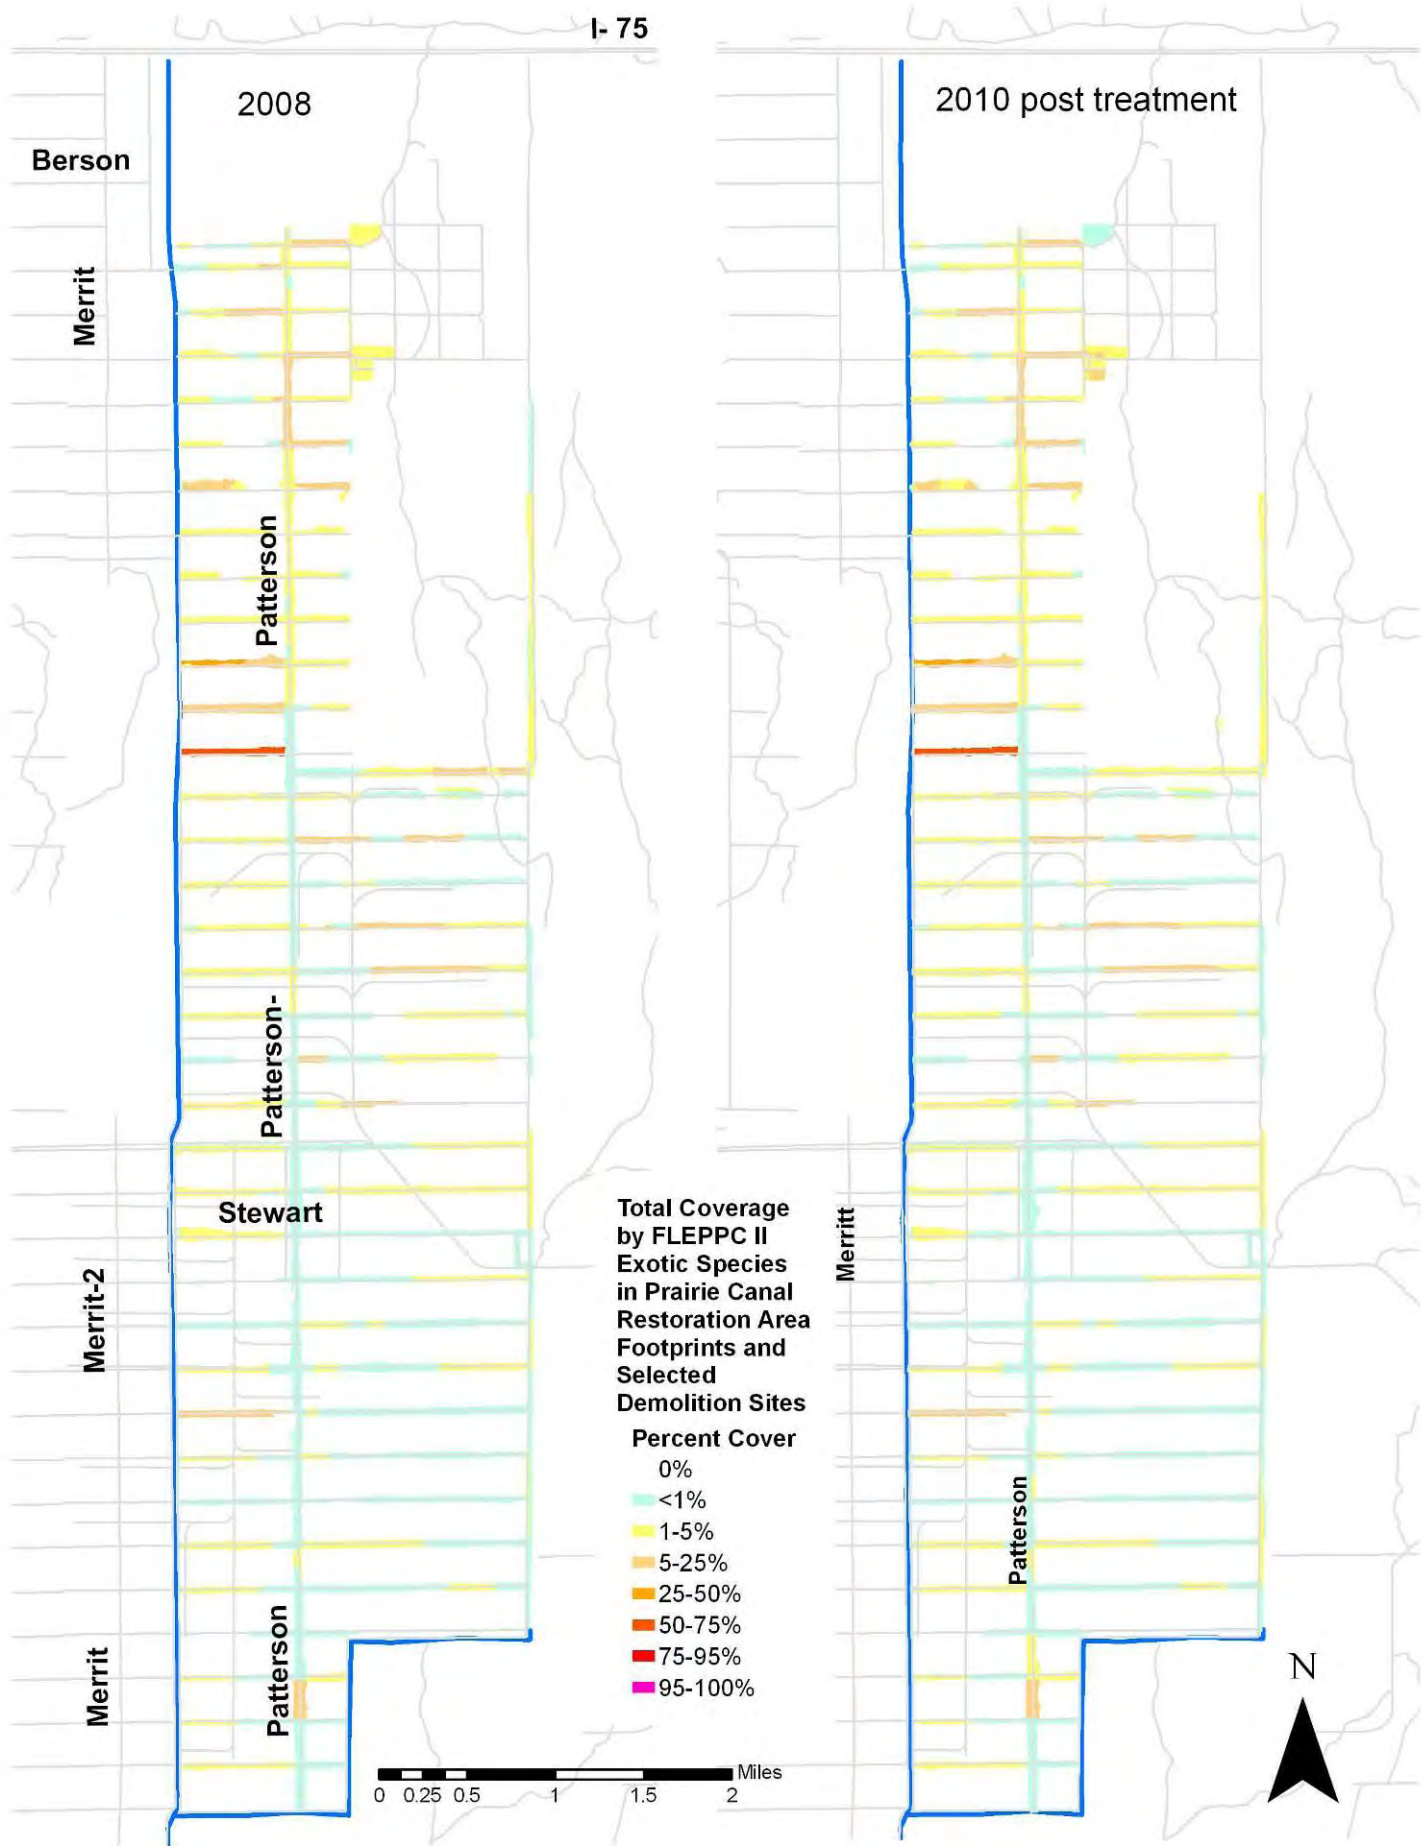 I- 75
2008
2010 post treatment
Berson
Merrit
Patterson
Patterson-
Stewart
Merrit-2
Merrit
Patterson
Total Coverage
by FLEPPC II
Exotic Species
in Prairie Canal
Restoration Area
Footprints and
Selected
Demolition Sites
Percent Cover
0%
<1%
1-5%
5-25%
25-50%
50-75%
75-95%
95-100%
Merritt
Patterson
N
Miles
0 0.25 0.5 1 1.5 2